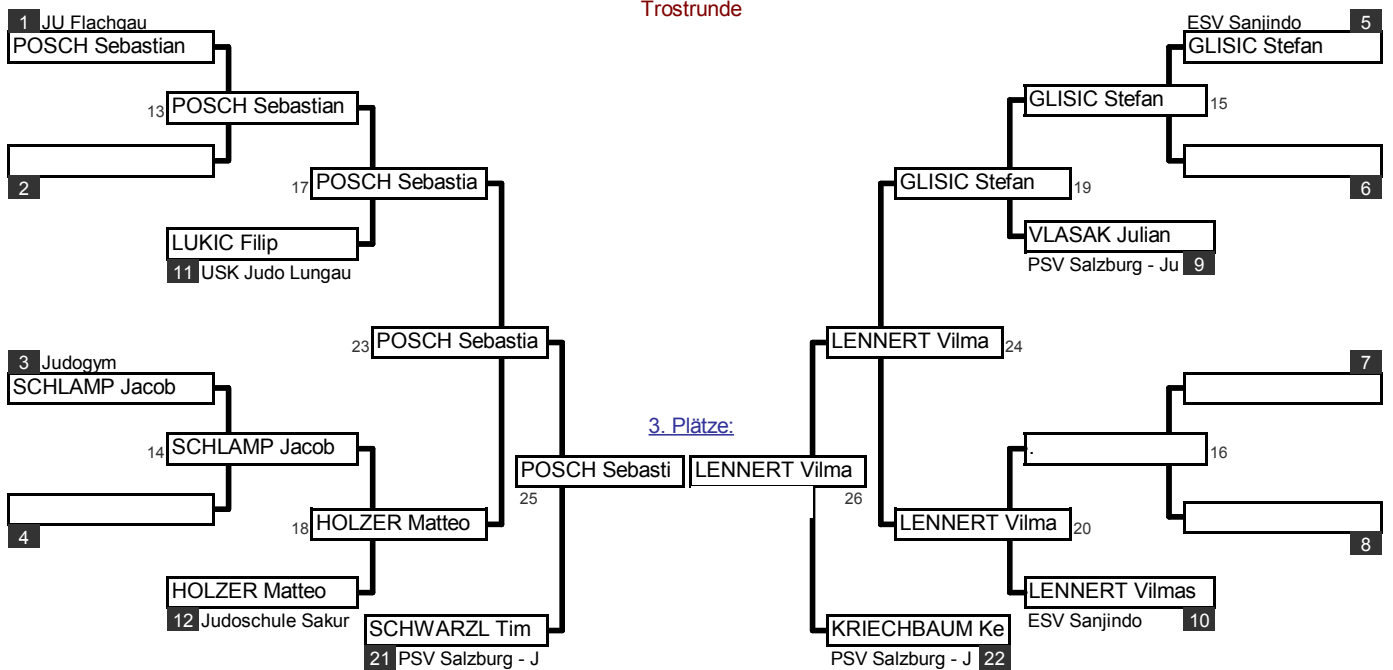 Trostrunde
1 JU Flachgau
POSCH Sebastian
13 POSCH Sebastian
2
17 POSCH Sebastia
LUKIC Filip
11 USK Judo Lungau
23 POSCH Sebastia
3 Judogym
SCHLAMP Jacob
14 SCHLAMP Jacob
4
18 HOLZER Matteo
HOLZER Matteo
12 Judoschule Sakur
3. Plätze:
POSCH Sebasti
25
SCHWARZL Tim
21 PSV Salzburg - J
ESV Sanjindo 5
GLISIC Stefan
GLISIC Stefan 15
6
GLISIC Stefan 19
VLASAK Julian
PSV Salzburg - Ju 9
LENNERT Vilma 24
7
. 16
8
LENNERT Vilma
26
LENNERT Vilma 20
LENNERT Vilmas
ESV Sanjindo 10
KRIECHBAUM Ke
PSV Salzburg - J 22